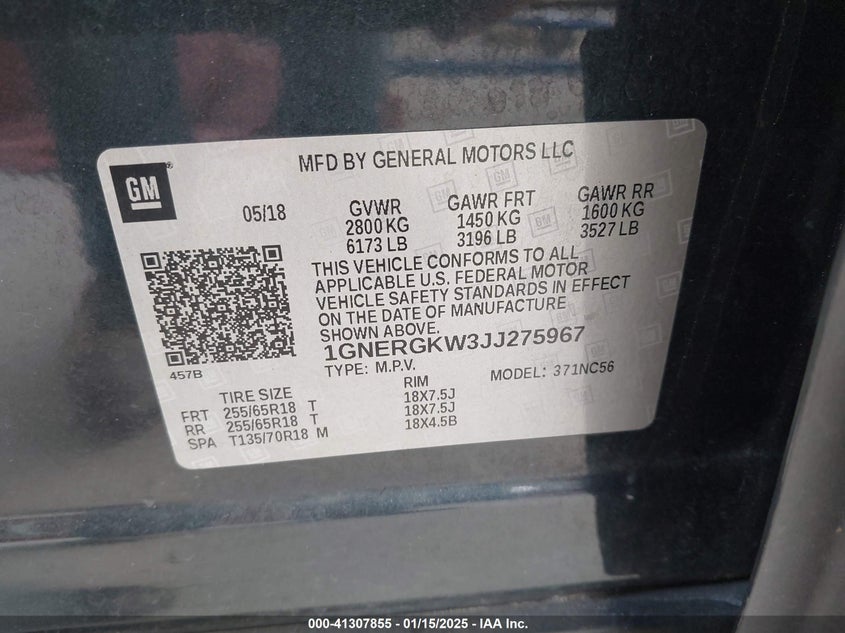 MFD BY GENERAL MOTORS LLC
GM
05/18
GVWR
2800 KG
6173 LB
GAWR FRT
1450 KG
3196 LB
GAWR RR
1600 KG
3527 LB
THIS VEHICLE CONFORMS TO ALL
APPLICABLE U.S. FEDERAL MOTOR
VEHICLE SAFETY STANDARDS IN EFFECT
ON THE DATE OF MANUFACTURE
SHOWN ABOVE.
1GNERGKW3JJ275967
TYPE: M.P.V.
MODEL: 371NC56
457B
TIRE SIZE RIM
FRT 255/65R18 T 18X7.5J
RR 255/65R18 T 18X7.5J
SPA T135/70R18 M 18X4.5B
000-41307855 - 01/15/2025 - IAA Inc.